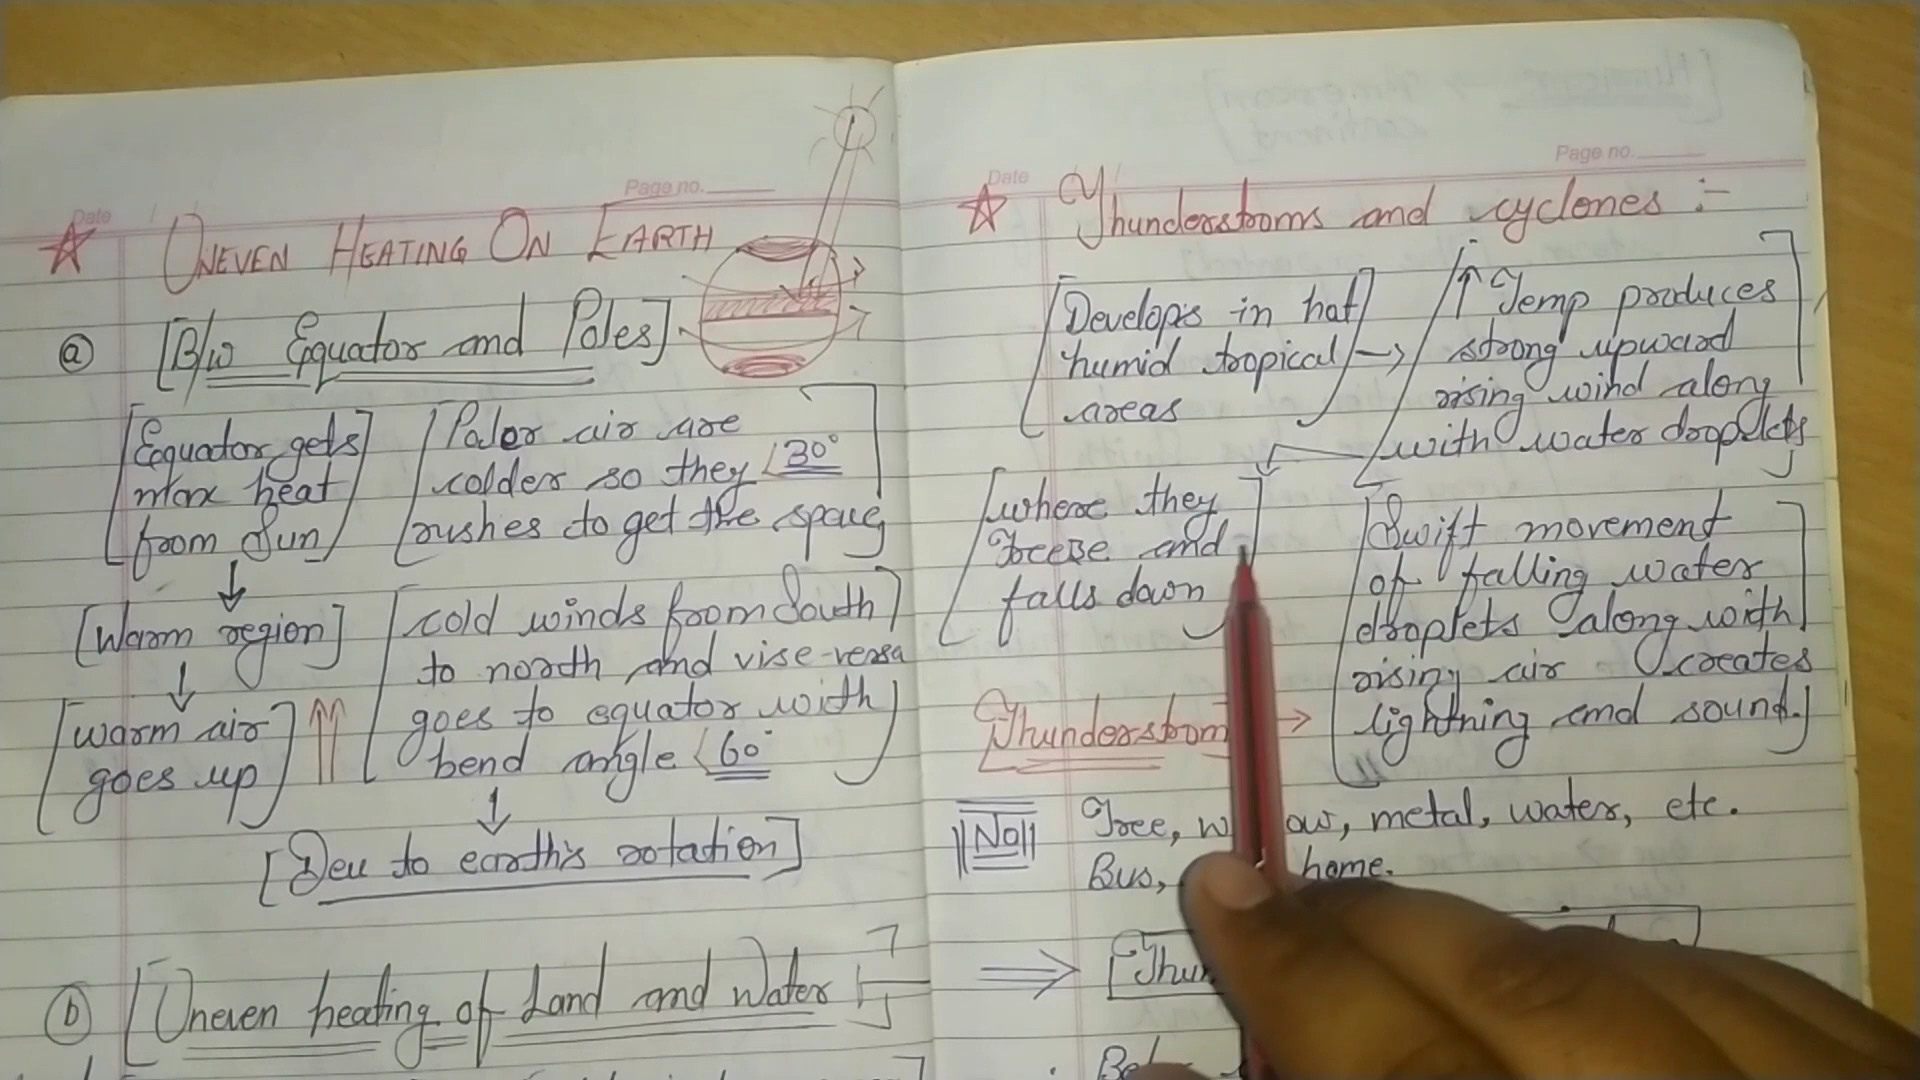 Page no.
Date
UNEVEN HEATING ON EARTH
a [B/w Equator and Poles]
[Equator gets
max heat
from Sun]
[Warm region]
[warm air
goes up]
[Paler air are
colder so they
30°
rushes to get the space]
[cold winds from South
to north and vise-versa
goes to equator with
bend angle 60°]
[Deu to earth's rotation]
b [Uneven heating of Land and Water]
Page no.
Date
Thunderstorms and cyclones :-
[Develops in hot
humid tropical
areas]
[↑ Temp produces
strong upward
rising wind along
with water droplets]
[where they
freeze and
falls down]
[Swift movement
of falling water
droplets along with
rising air creates
lightning and sound.]
Thunderstorm →
No
Tree, metal, water, etc.
Bus, home.